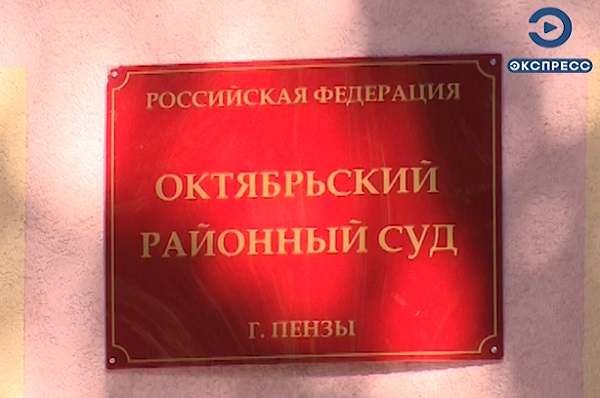 ЭКСПРЕСС
РОССИЙСКАЯ ФЕДЕРАЦИЯ
ОКТЯБРЬСКИЙ
РАЙОННЫЙ СУД
Г. ПЕНЗЫ